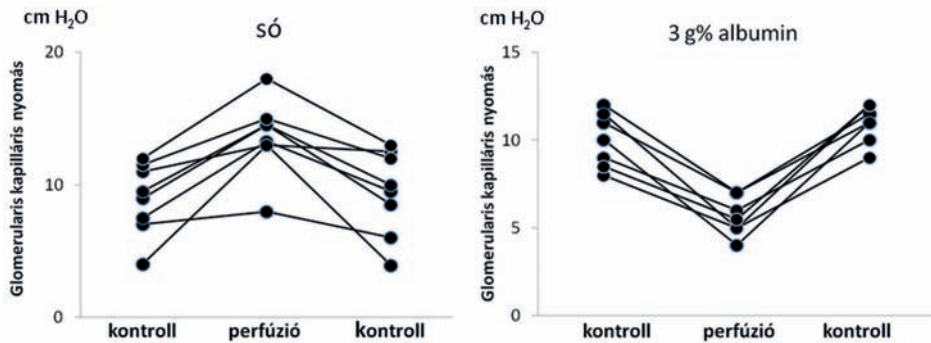 cm H₂O
só
Glomerularis kapilláris nyomás
20
10
0
kontroll perfúzió kontroll
cm H₂O
3 g% albumin
Glomerularis kapilláris nyomás
15
10
5
0
kontroll perfúzió kontroll